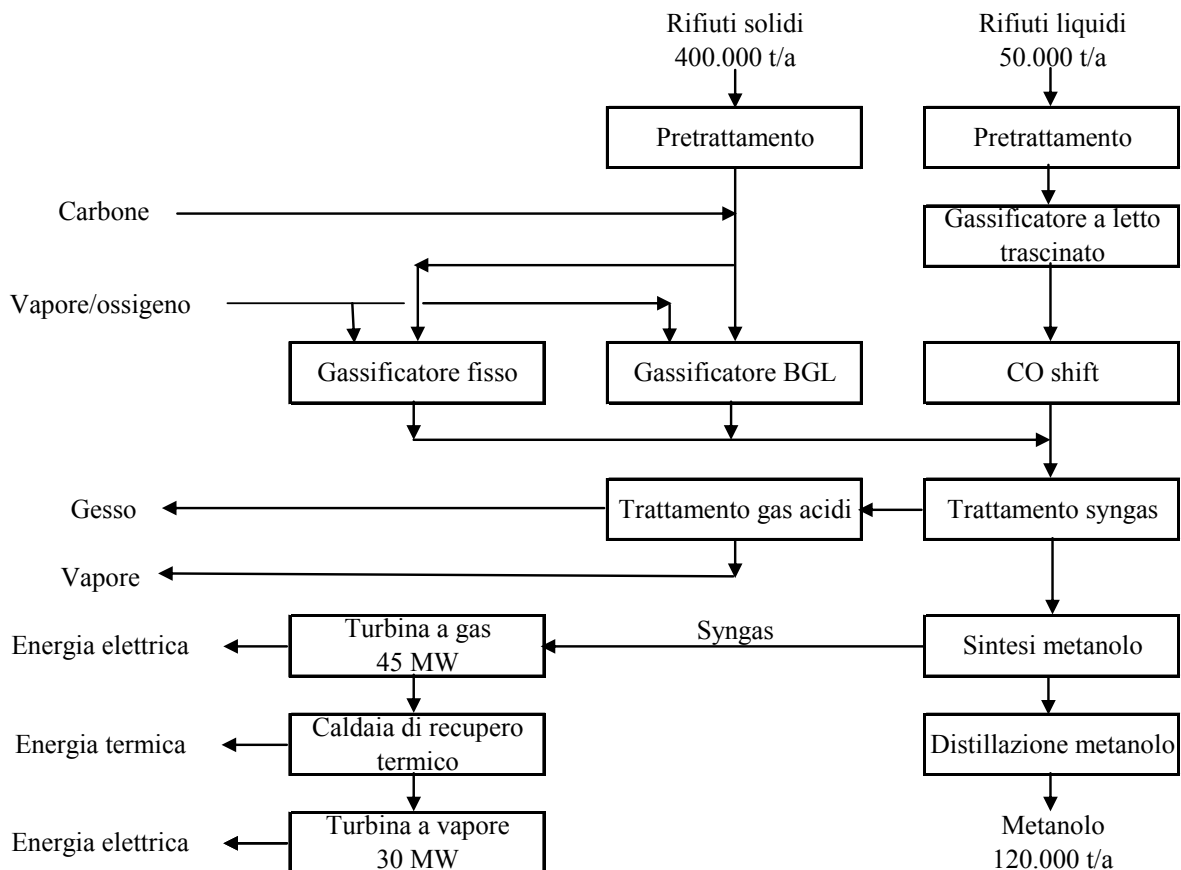 Rifiuti solidi
400.000 t/a
Rifiuti liquidi
50.000 t/a
Pretrattamento
Pretrattamento
Carbone
Gassificatore a letto
trascinato
Vapore/ossigeno
Gassificatore fisso
Gassificatore BGL
CO shift
Gesso
Trattamento gas acidi
Trattamento syngas
Vapore
Energia elettrica
Turbina a gas
45 MW
Syngas
Sintesi metanolo
Energia termica
Caldaia di recupero
termico
Distillazione metanolo
Energia elettrica
Turbina a vapore
30 MW
Metanolo
120.000 t/a